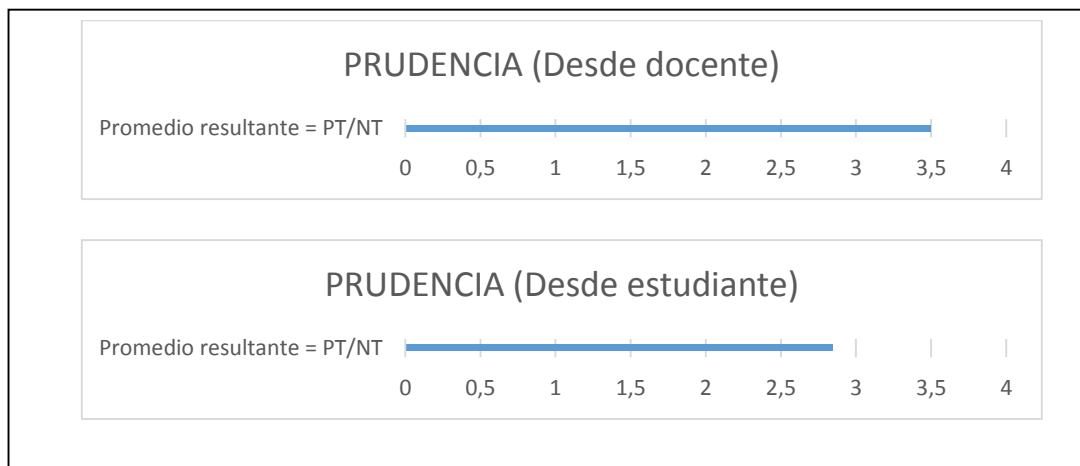 PRUDENCIA (Desde docente)
Promedio resultante = PT/NT
0 0,5 1 1,5 2 2,5 3 3,5 4
PRUDENCIA (Desde estudiante)
Promedio resultante = PT/NT
0 0,5 1 1,5 2 2,5 3 3,5 4